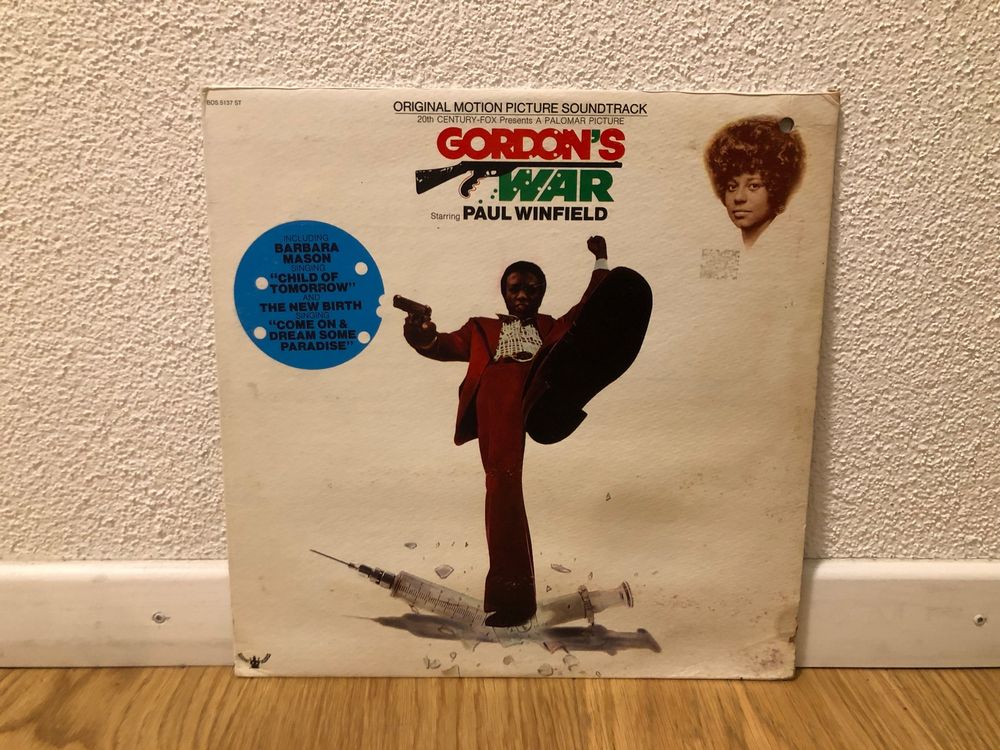 BDS 5137 ST
ORIGINAL MOTION PICTURE SOUNDTRACK
20th CENTURY-FOX Presents A PALOMAR PICTURE
GORDON'S
WAR
Starring PAUL WINFIELD
INCLUDING
BARBARA
MASON
SINGING
"CHILD OF
TOMORROW"
AND
THE NEW BIRTH
SINGING
"COME ON &
DREAM SOME
PARADISE"